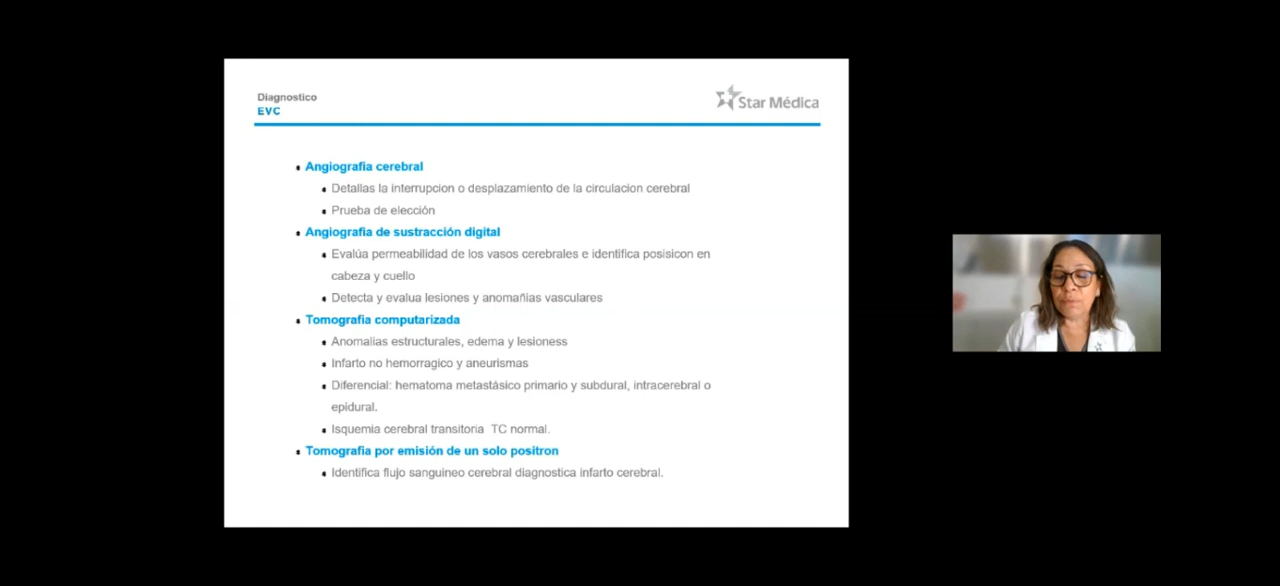 Diagnostico
EVC
Star Médica
Angiografia cerebral
Detallas la interrupcion o desplazamiento de la circulacion cerebral
Prueba de elección
Angiografia de sustracción digital
Evalúa permeabilidad de los vasos cerebrales e identifica posisicon en
cabeza y cuello
Detecta y evalua lesiones y anomañias vasculares
Tomografia computarizada
Anomalias estructurales, edema y lesioness
Infarto no hemorragico y aneurismas
Diferencial: hematoma metastásico primario y subdural, intracerebral o
epidural.
Isquemia cerebral transitoria TC normal.
Tomografia por emisión de un solo positron
Identifica flujo sanguineo cerebral diagnostica infarto cerebral.